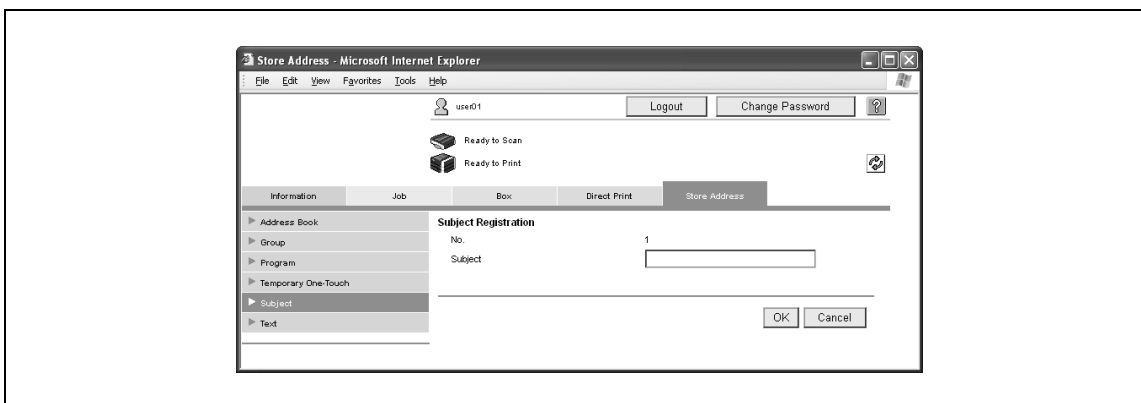 Store Address - Microsoft Internet Explorer
File Edit View Favorites Tools Help
user01 Logout Change Password ?
Ready to Scan
Ready to Print
Information Job Box Direct Print Store Address
Address Book
Group
Program
Temporary One-Touch
Subject
Text
Subject Registration
No. 1
Subject
OK Cancel